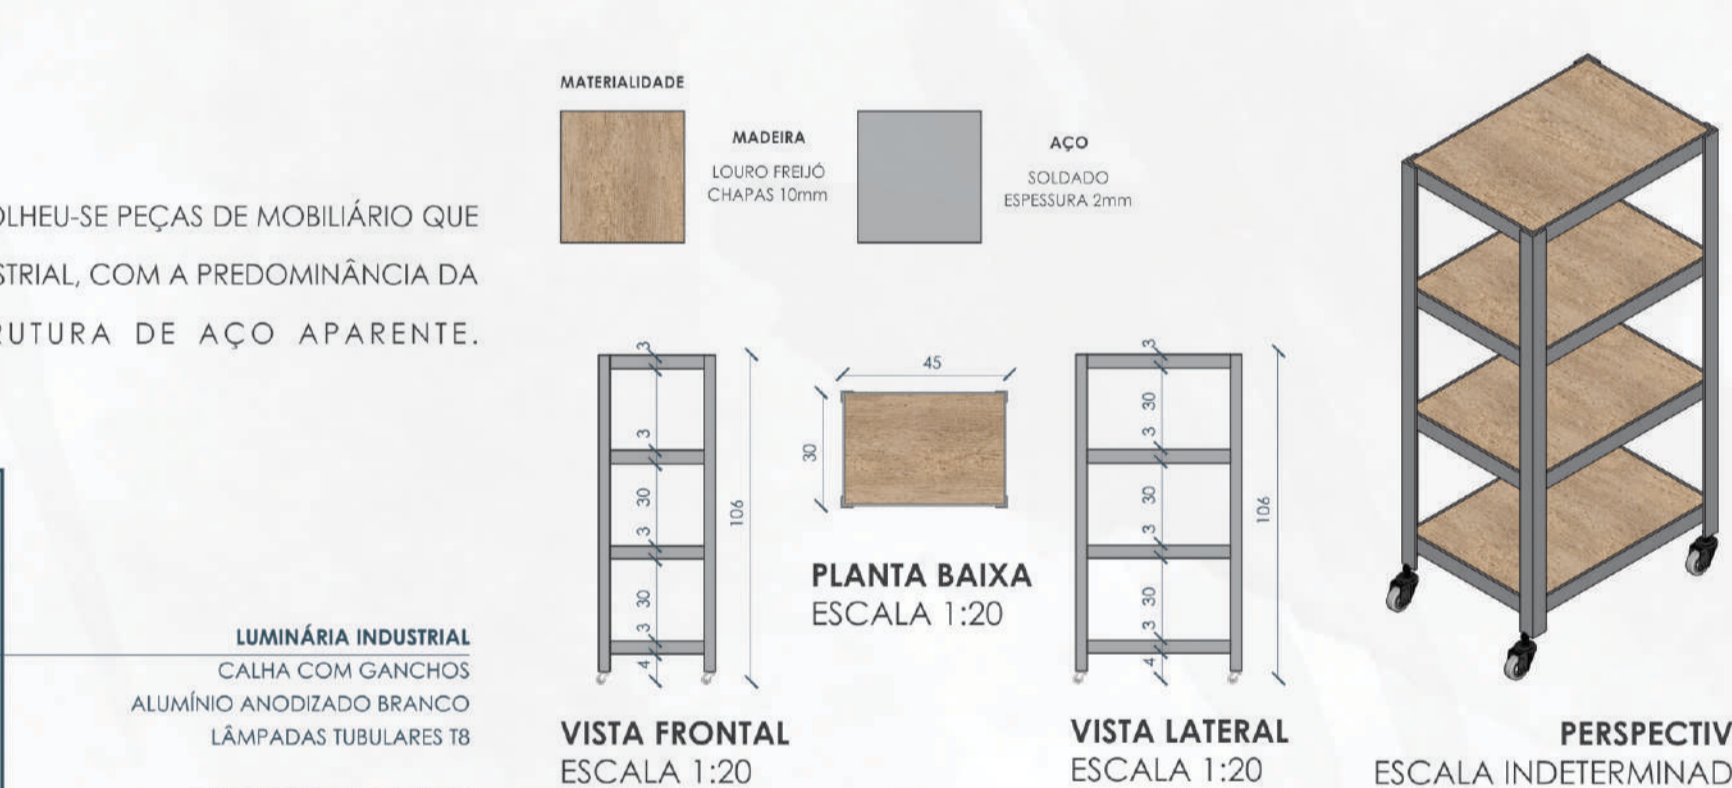 MATERIALIDADE
MADEIRA
LOURO FREIJÓ
CHAPAS 10mm
AÇO
SOLDADO
ESPESSURA 2mm
OLHEU-SE PEÇAS DE MOBILIÁRIO QUE
STRIAL, COM A PREDOMINÂNCIA DA
RUTURA DE AÇO APARENTE.
LUMINÁRIA INDUSTRIAL
CALHA COM GANCHOS
ALUMÍNIO ANODIZADO BRANCO
LÂMPADAS TUBULARES T8
3
3
30
3
30
3
4
106
VISTA FRONTAL
ESCALA 1:20
45
30
PLANTA BAIXA
ESCALA 1:20
3
30
3
30
3
30
3
4
106
VISTA LATERAL
ESCALA 1:20
PERSPECTIV
ESCALA INDETERMINAD